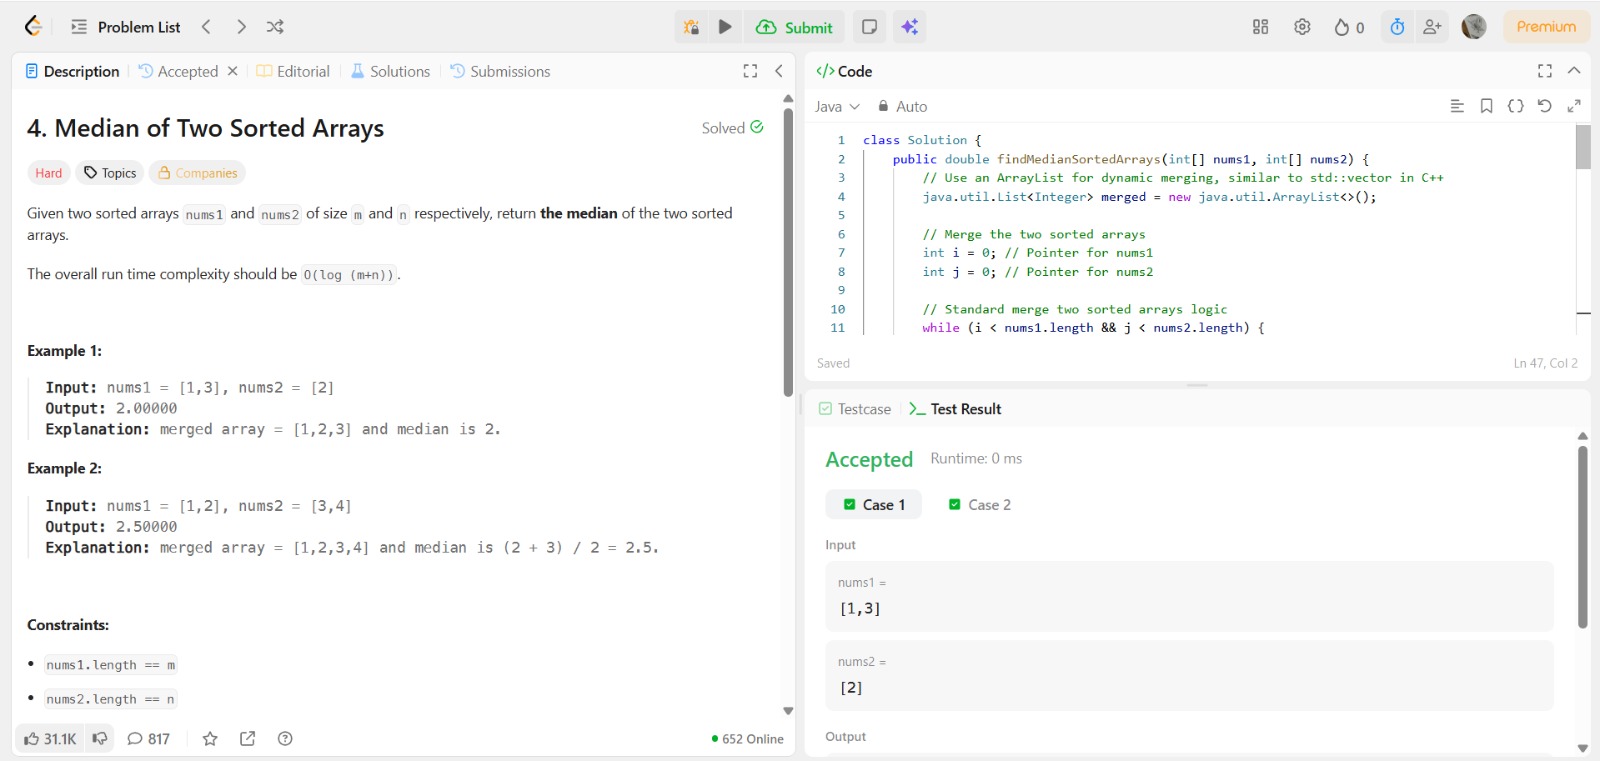 Problem List
Submit
0
Premium
Description
Accepted
Editorial
Solutions
Submissions
4. Median of Two Sorted Arrays
Solved
Hard
Topics
Companies
Given two sorted arrays nums1 and nums2 of size m and n respectively, return the median of the two sorted
arrays.
The overall run time complexity should be O(log (m+n)).
Example 1:
Input: nums1 = [1,3], nums2 = [2]
Output: 2.00000
Explanation: merged array = [1,2,3] and median is 2.
Example 2:
Input: nums1 = [1,2], nums2 = [3,4]
Output: 2.50000
Explanation: merged array = [1,2,3,4] and median is (2 + 3) / 2 = 2.5.
Constraints:
• nums1.length == m
• nums2.length == n
31.1K
817
652 Online
</> Code
Java
Auto
1 class Solution {
2 public double findMedianSortedArrays(int[] nums1, int[] nums2) {
3 // Use an ArrayList for dynamic merging, similar to std::vector in C++
4 java.util.List<Integer> merged = new java.util.ArrayList<>();
5
6 // Merge the two sorted arrays
7 int i = 0; // Pointer for nums1
8 int j = 0; // Pointer for nums2
9
10 // Standard merge two sorted arrays logic
11 while (i < nums1.length && j < nums2.length) {
Saved
Ln 47, Col 2
Testcase
Test Result
Accepted
Runtime: 0 ms
Case 1
Case 2
Input
nums1 =
[1,3]
nums2 =
[2]
Output